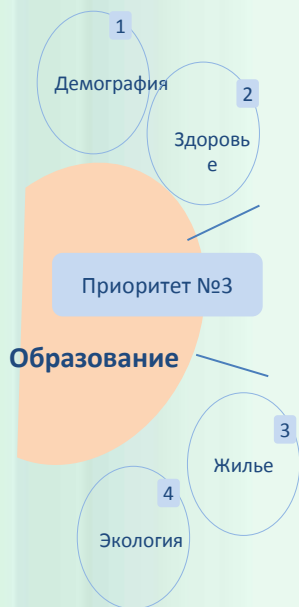 1
Демография
2
Здоровь
е
Приоритет №3
Образование
3
Жилье
4
Экология